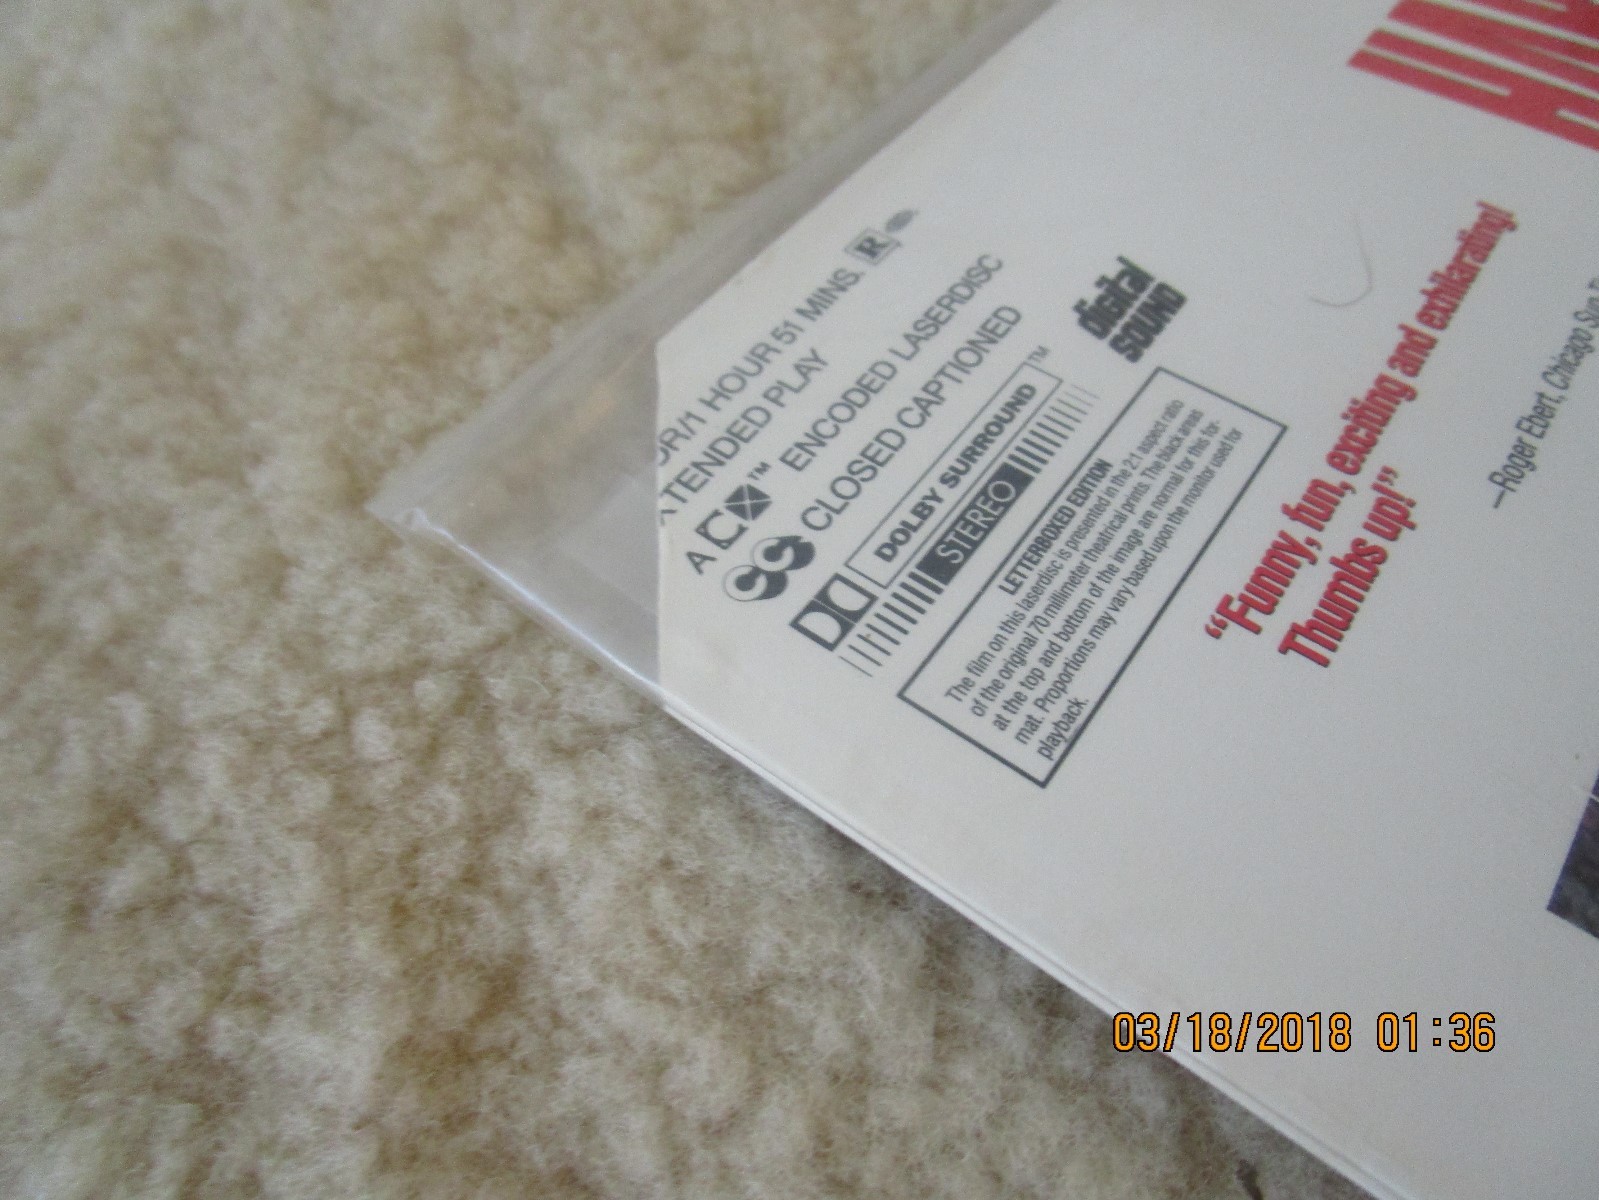 OR/1 HOUR 51 MINS. R
XTENDED PLAY
A CX™ ENCODED LASERDISC
CLOSED CAPTIONED
DOLBY SURROUND™
STEREO
digital
SOUND
LETTERBOXED EDITION
The film on this laserdisc is presented in the 2:1 aspect ratio
of the original 70 millimeter theatrical prints. The black areas
at the top and bottom of the image are normal for this for-
mat. Proportions may vary based upon the monitor used for
playback.
“Funny, fun, exciting and exhilarating!
Thumbs up!”
—Roger Ebert, Chicago Sun
03/18/2018 01:36